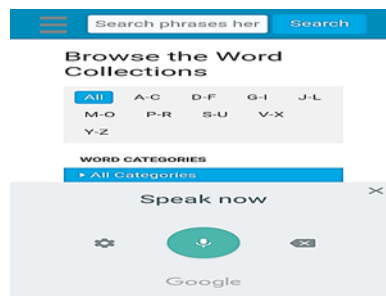 Search phrases her Search
Browse the Word
Collections
All A-C D-F G-I J-L
M-O P-R S-U V-X
Y-Z
WORD CATEGORIES
▸ All Categories
Speak now
Google